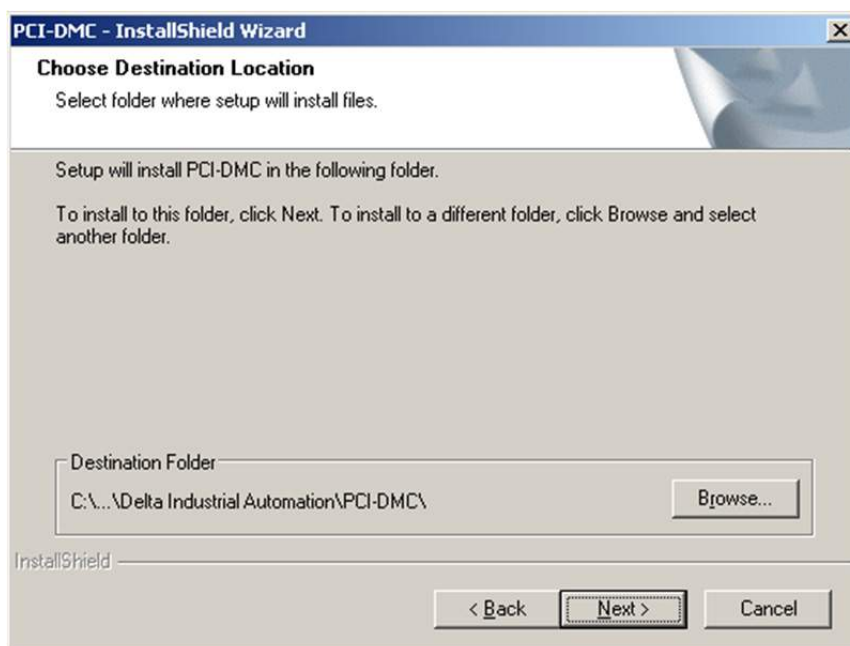 PCI-DMC - InstallShield Wizard
Choose Destination Location
Select folder where setup will install files.
Setup will install PCI-DMC in the following folder.
To install to this folder, click Next. To install to a different folder, click Browse and select
another folder.
Destination Folder
C:\...\Delta Industrial Automation\PCI-DMC\
Browse...
InstallShield
< Back
Next >
Cancel